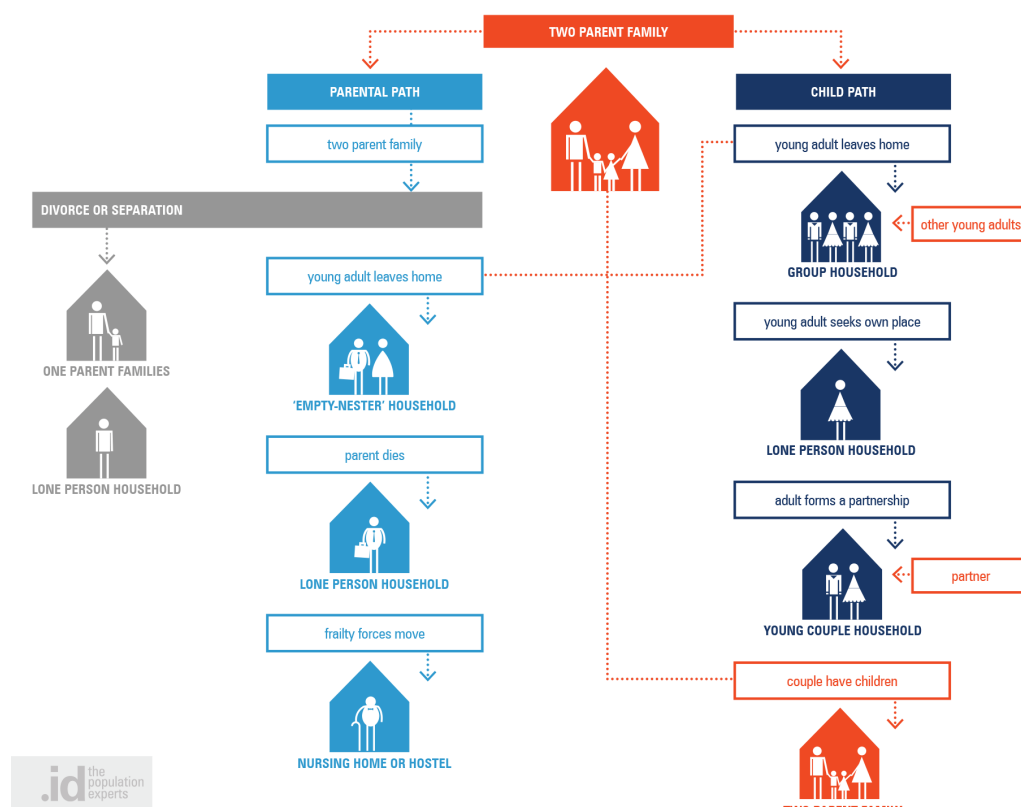 TWO PARENT FAMILY
PARENTAL PATH
two parent family
DIVORCE OR SEPARATION
ONE PARENT FAMILIES
LONE PERSON HOUSEHOLD
young adult leaves home
'EMPTY-NESTER' HOUSEHOLD
parent dies
LONE PERSON HOUSEHOLD
frailty forces move
NURSING HOME OR HOSTEL
CHILD PATH
young adult leaves home
other young adults
GROUP HOUSEHOLD
young adult seeks own place
LONE PERSON HOUSEHOLD
adult forms a partnership
partner
YOUNG COUPLE HOUSEHOLD
couple have children
TWO PARENT FAMILY
.id
the
population
experts